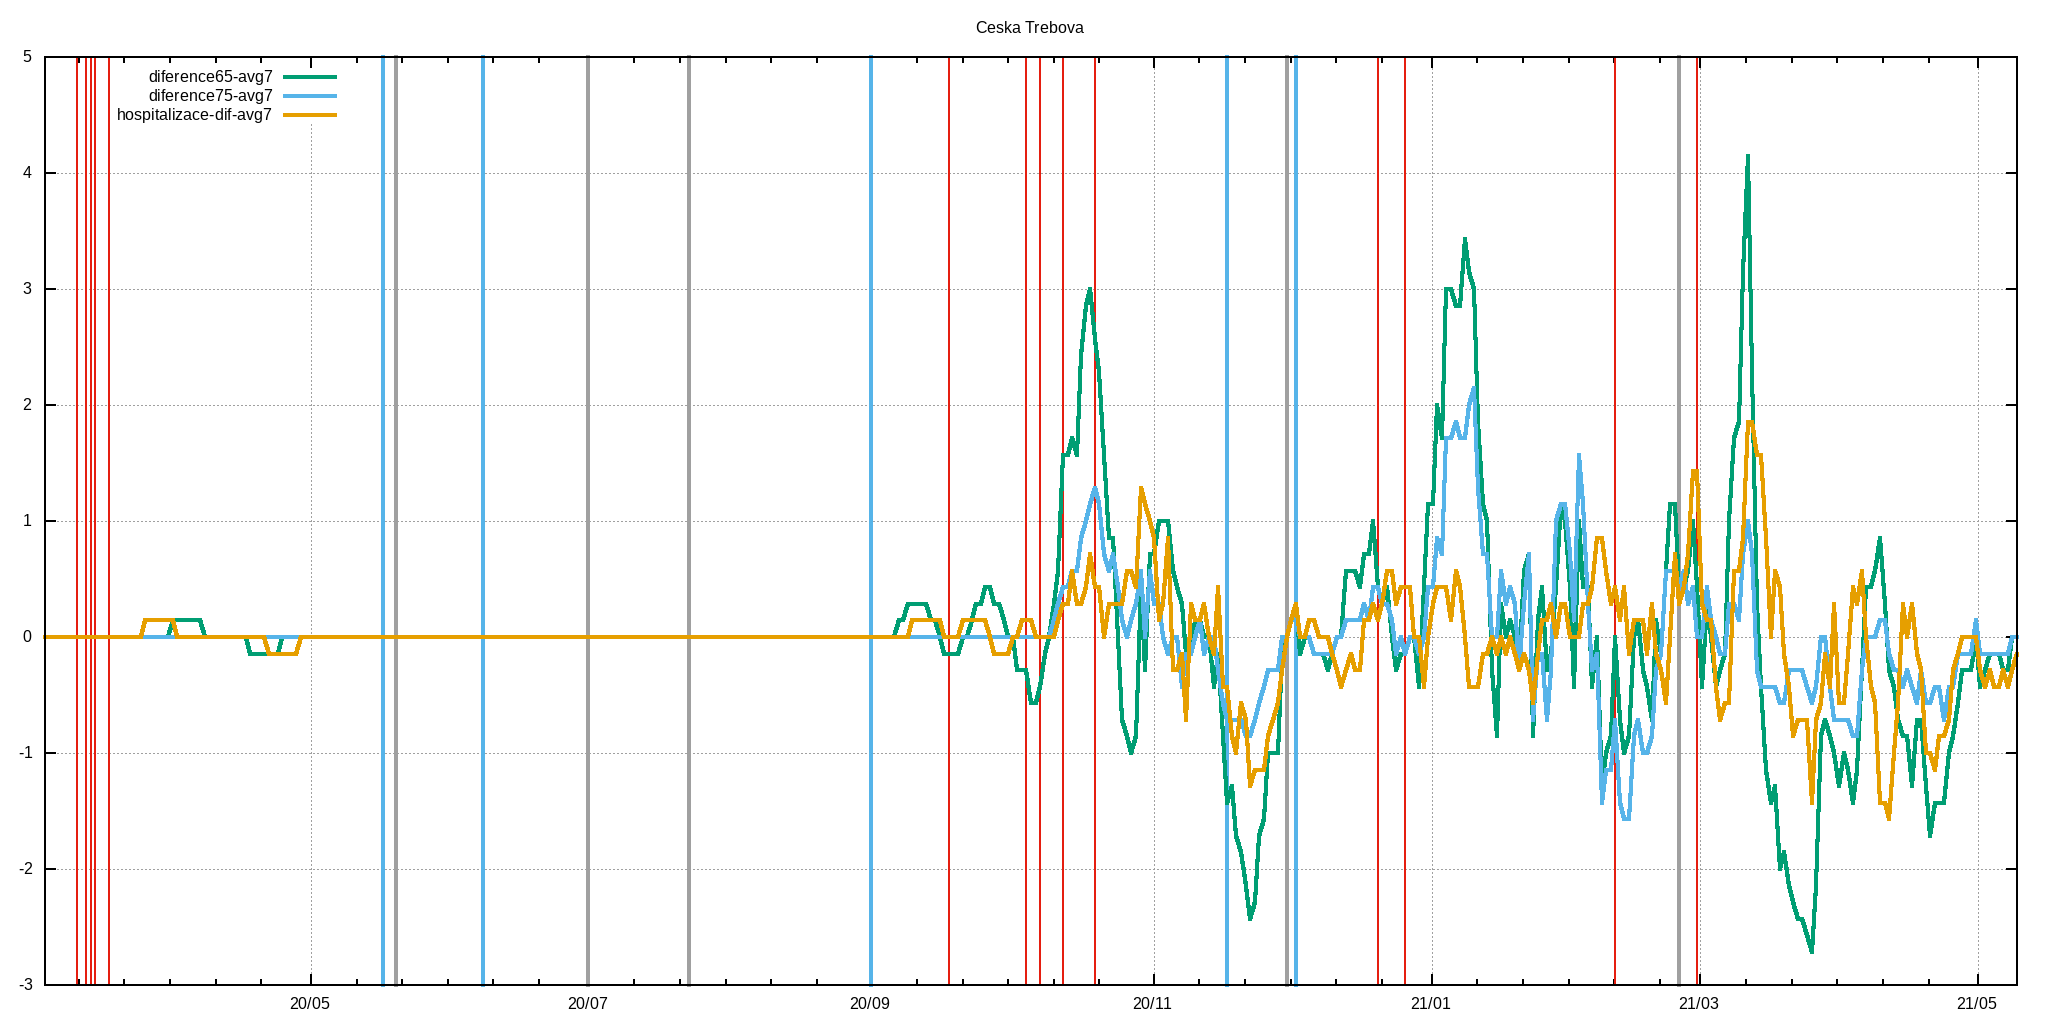 Ceska Trebova
diference65-avg7
diference75-avg7
hospitalizace-dif-avg7
5
4
3
2
1
0
-1
-2
-3
20/05 20/07 20/09 20/11 21/01 21/03 21/05